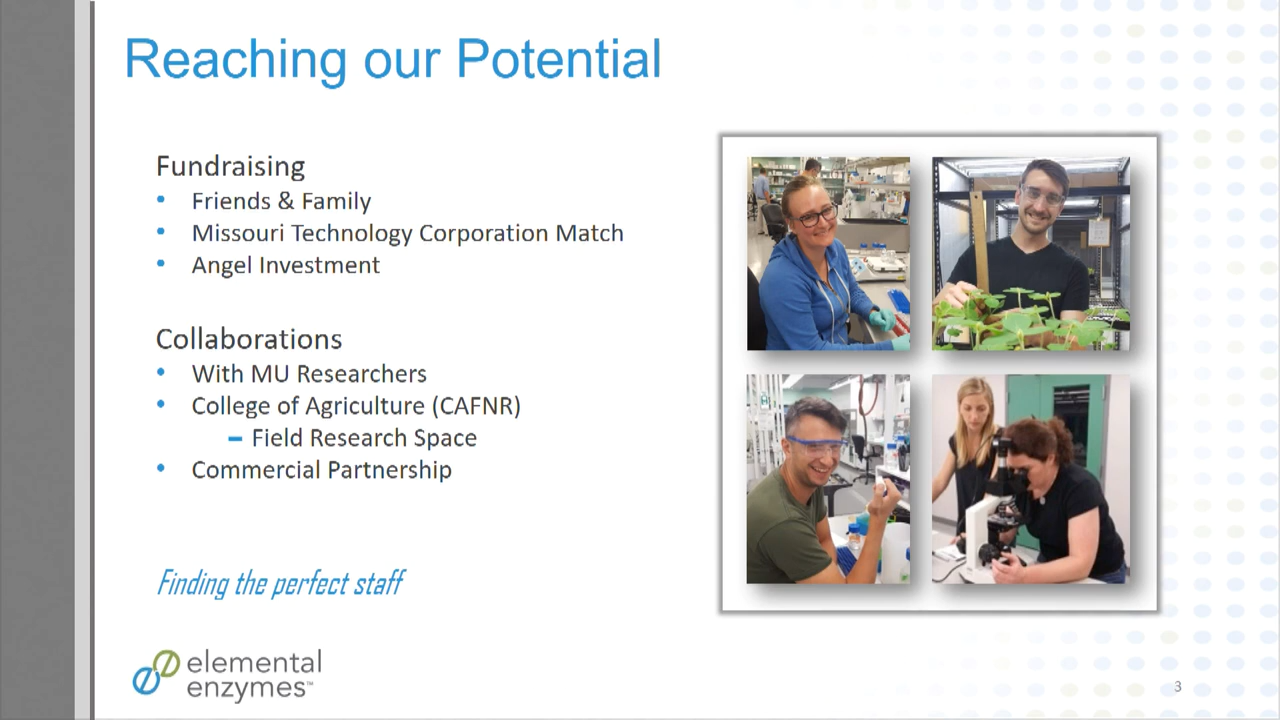 Reaching our Potential
Fundraising
• Friends & Family
• Missouri Technology Corporation Match
• Angel Investment
Collaborations
• With MU Researchers
• College of Agriculture (CAFNR)
– Field Research Space
• Commercial Partnership
Finding the perfect staff
elemental
enzymes™
3